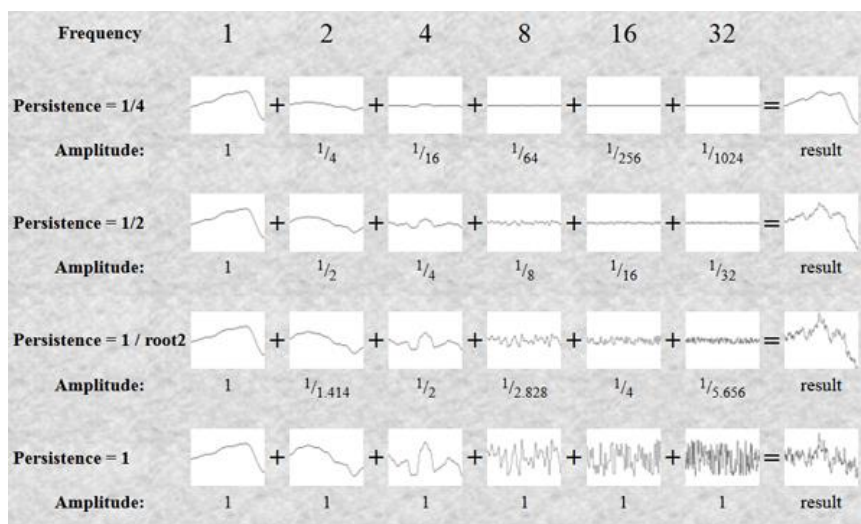 Frequency 1 2 4 8 16 32
Persistence = 1/4 + + + + + =
Amplitude: 1 1/4 1/16 1/64 1/256 1/1024 result
Persistence = 1/2 + + + + + =
Amplitude: 1 1/2 1/4 1/8 1/16 1/32 result
Persistence = 1 / root2 + + + + + =
Amplitude: 1 1/1.414 1/2 1/2.828 1/4 1/5.656 result
Persistence = 1 + + + + + =
Amplitude: 1 1 1 1 1 1 result